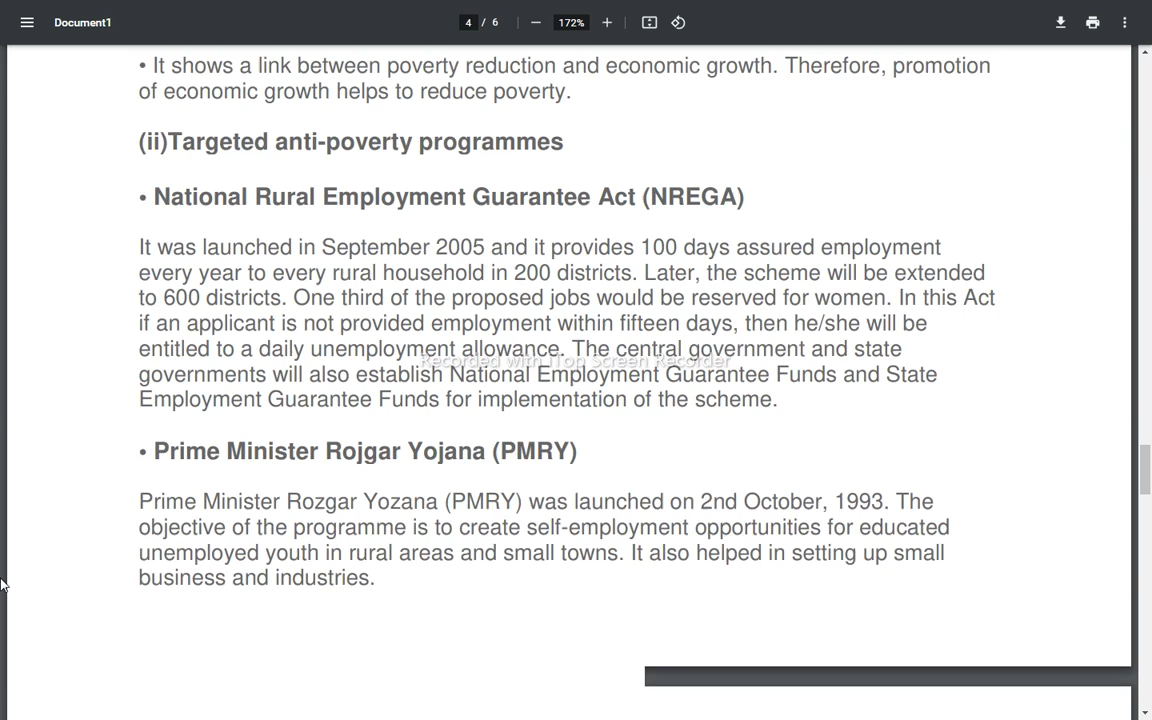 Document1
4 / 6
172%
• It shows a link between poverty reduction and economic growth. Therefore, promotion
of economic growth helps to reduce poverty.
(ii)Targeted anti-poverty programmes
• National Rural Employment Guarantee Act (NREGA)
It was launched in September 2005 and it provides 100 days assured employment
every year to every rural household in 200 districts. Later, the scheme will be extended
to 600 districts. One third of the proposed jobs would be reserved for women. In this Act
if an applicant is not provided employment within fifteen days, then he/she will be
entitled to a daily unemployment allowance. The central government and state
Recorded with iTop Screen Recorder
governments will also establish National Employment Guarantee Funds and State
Employment Guarantee Funds for implementation of the scheme.
• Prime Minister Rojgar Yojana (PMRY)
Prime Minister Rozgar Yozana (PMRY) was launched on 2nd October, 1993. The
objective of the programme is to create self-employment opportunities for educated
unemployed youth in rural areas and small towns. It also helped in setting up small
business and industries.